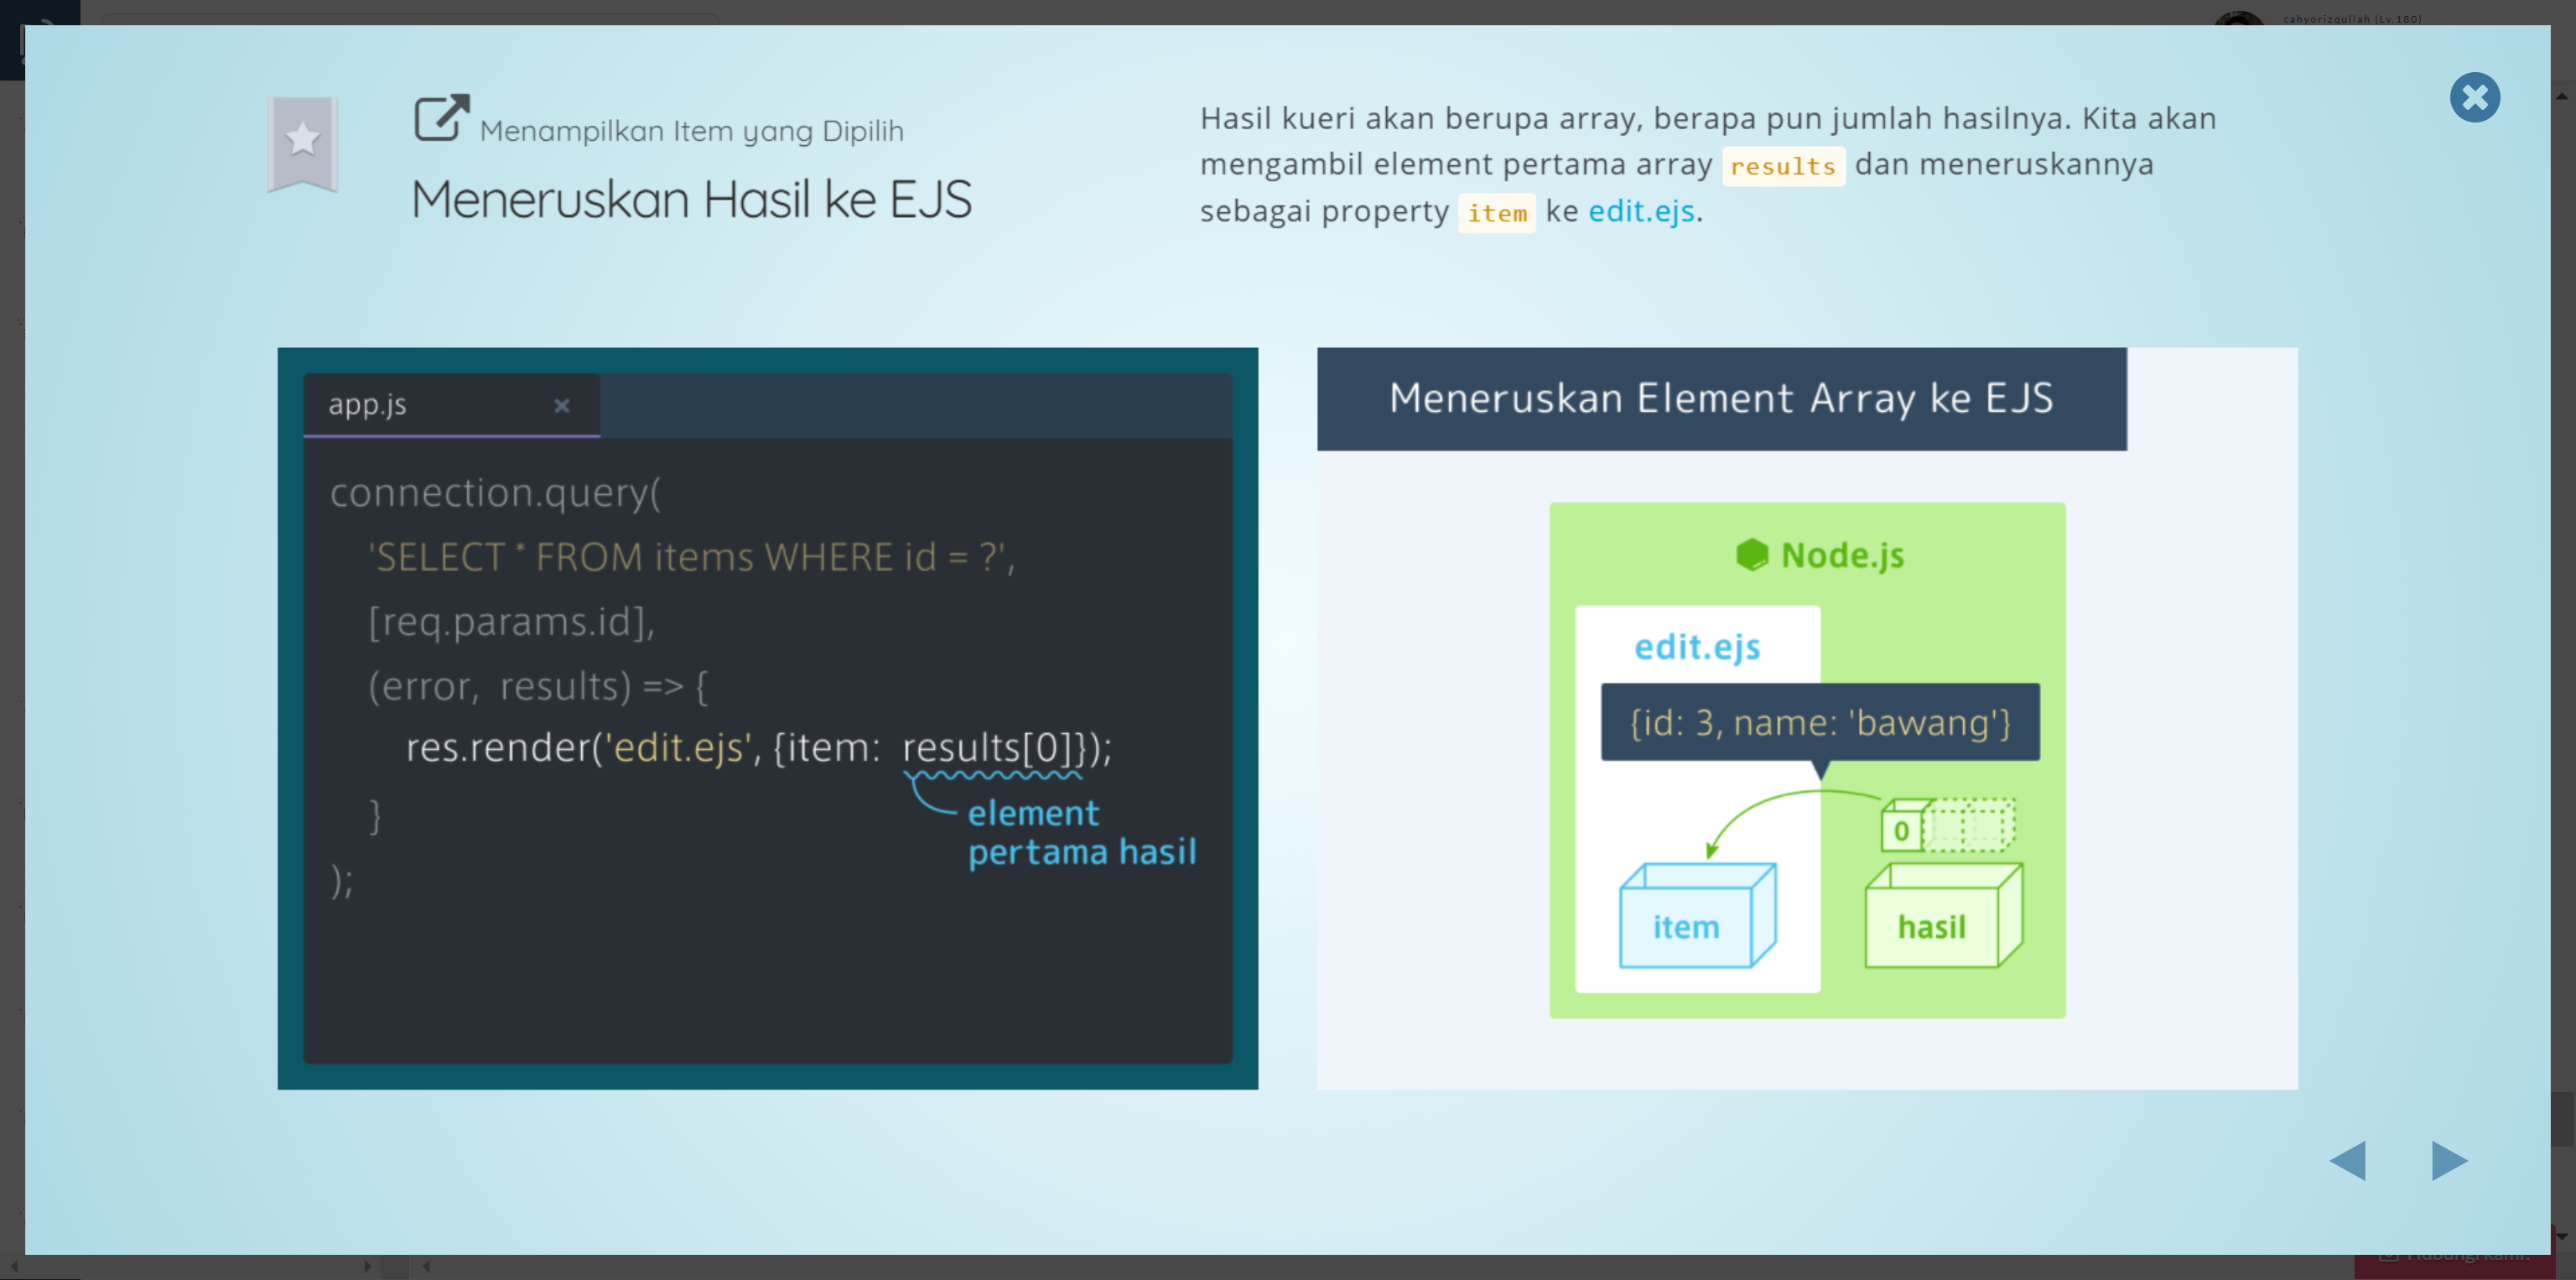 cahyorizqullah (Lv.180)
Menampilkan Item yang Dipilih
Meneruskan Hasil ke EJS
Hasil kueri akan berupa array, berapa pun jumlah hasilnya. Kita akan
mengambil element pertama array results dan meneruskannya
sebagai property item ke edit.ejs.
app.js
connection.query(
'SELECT * FROM items WHERE id = ?',
[req.params.id],
(error, results) => {
res.render('edit.ejs', {item: results[0]});
element
pertama hasil
}
);
Meneruskan Element Array ke EJS
Node.js
edit.ejs
{id: 3, name: 'bawang'}
0
item
hasil